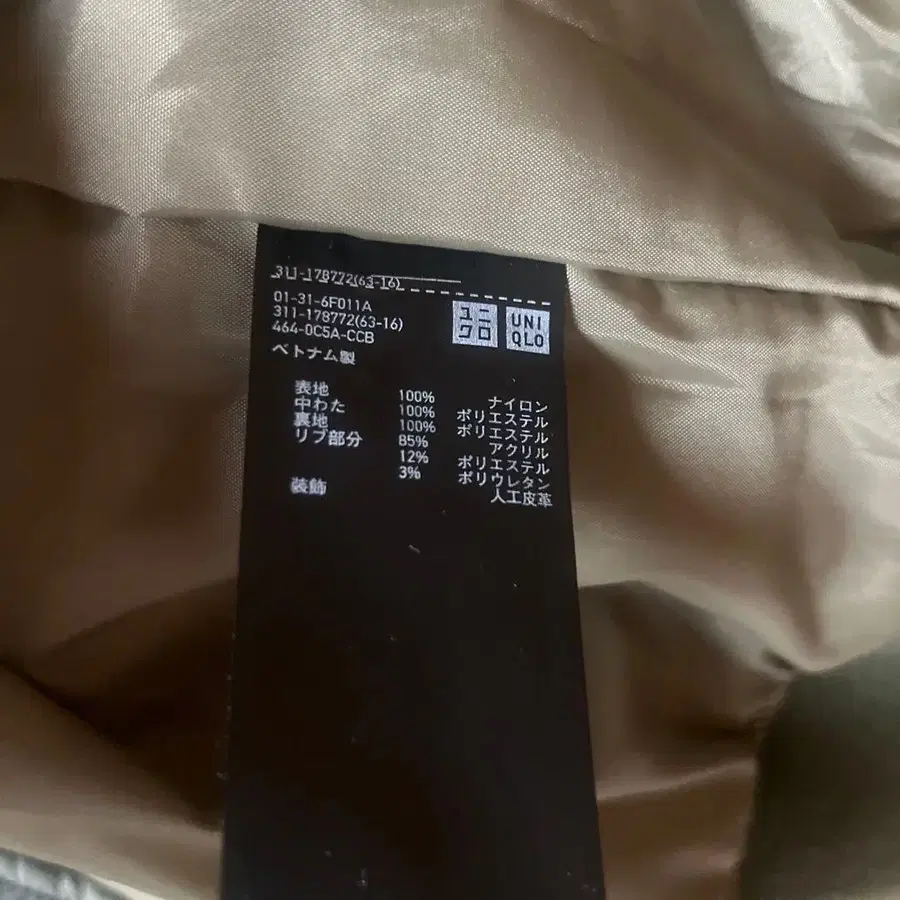 311-178772(63-16)
01-31-6F011A
311-178772(63-16)
464-0C5A-CCB
ユニクロ
UNIQLO
ベトナム製
表地 100% ナイロン
中わた 100% ポリエステル
裏地 100% ポリエステル
リブ部分 85% アクリル
12% ポリエステル
3% ポリウレタン
装飾 人工皮革